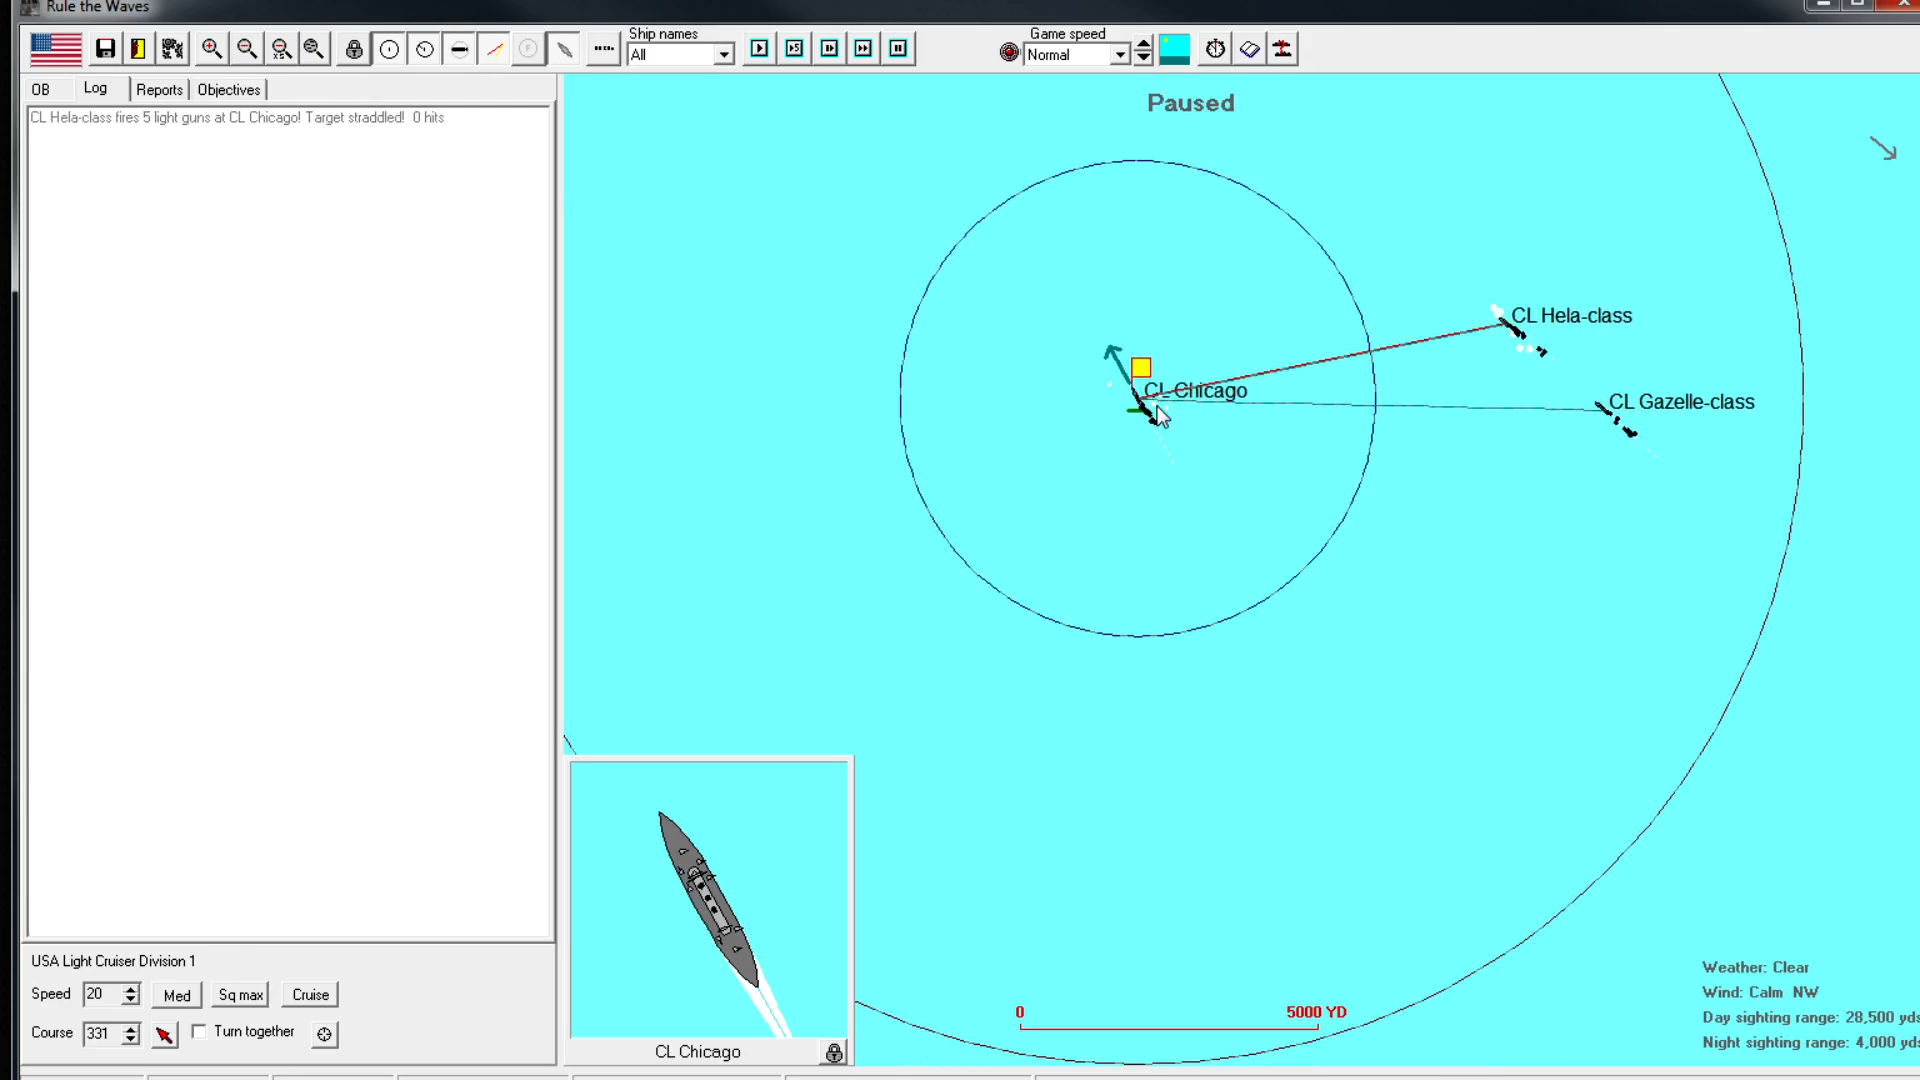 Rule the Waves
Ship names
All
Game speed
Normal
OB
Log
Reports
Objectives
CL Hela-class fires 5 light guns at CL Chicago! Target straddled!  0 hits
Paused
CL Hela-class
CL Chicago
CL Gazelle-class
USA Light Cruiser Division 1
Speed
20
Med
Sq max
Cruise
Course
331
Turn together
CL Chicago
0
5000 YD
Weather: Clear
Wind: Calm  NW
Day sighting range: 28,500 yds
Night sighting range: 4,000 yds